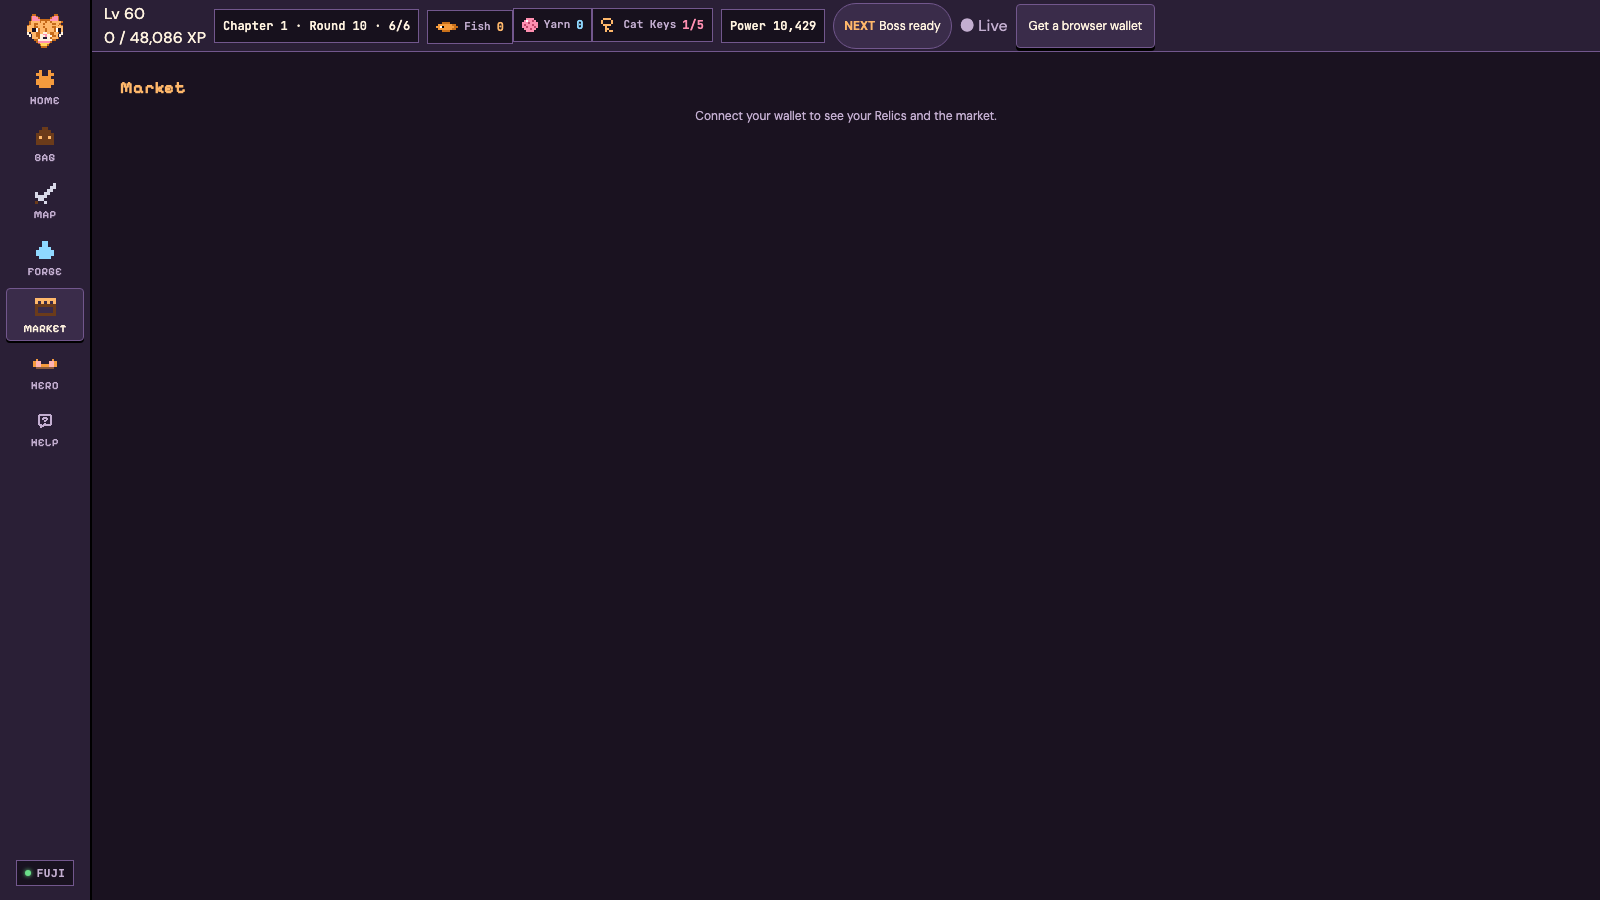 Lv 60
0 / 48,086 XP
Chapter 1 · Round 10 · 6/6
Fish 0
Yarn 0
Cat Keys 1/5
Power 10,429
NEXT Boss ready
Live
Get a browser wallet
HOME
BAG
MAP
FORGE
MARKET
HERO
HELP
FUJI
Market
Connect your wallet to see your Relics and the market.